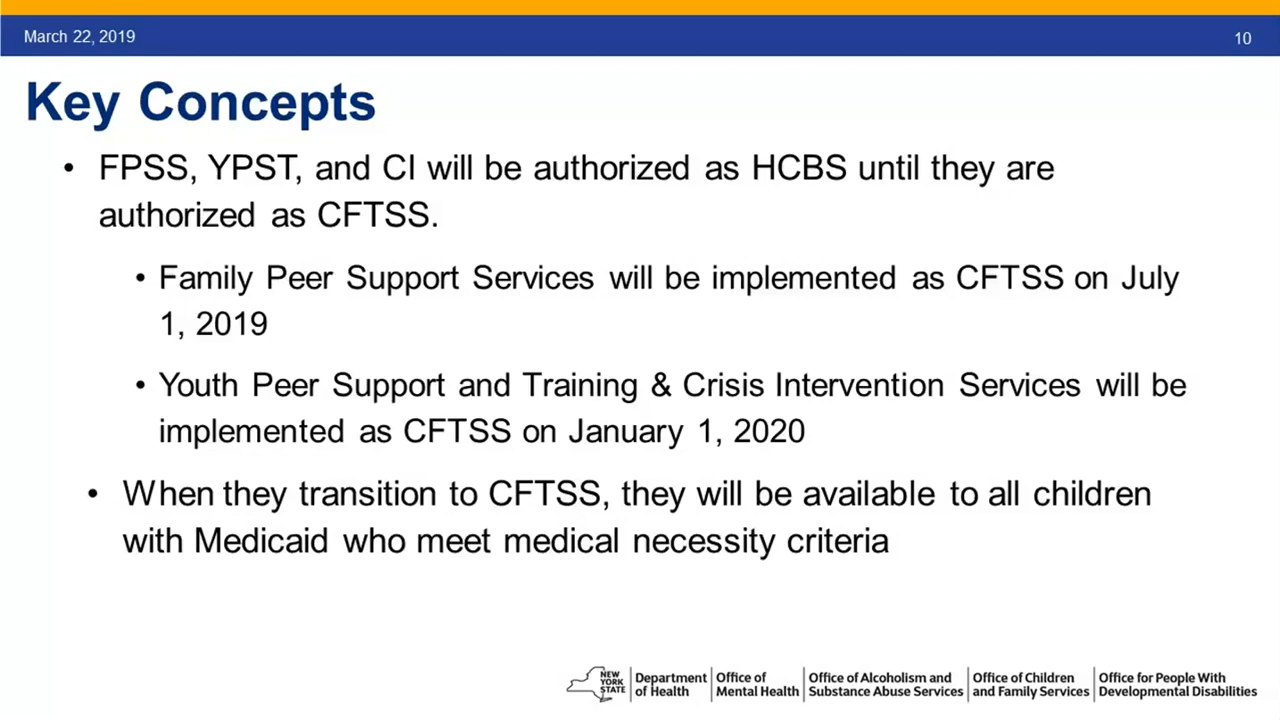 March 22, 2019
10
Key Concepts
• FPSS, YPST, and CI will be authorized as HCBS until they are
authorized as CFTSS.
• Family Peer Support Services will be implemented as CFTSS on July
1, 2019
• Youth Peer Support and Training & Crisis Intervention Services will be
implemented as CFTSS on January 1, 2020
• When they transition to CFTSS, they will be available to all children
with Medicaid who meet medical necessity criteria
NEW
YORK
STATE
Department
of Health
Office of
Mental Health
Office of Alcoholism and
Substance Abuse Services
Office of Children
and Family Services
Office for People With
Developmental Disabilities